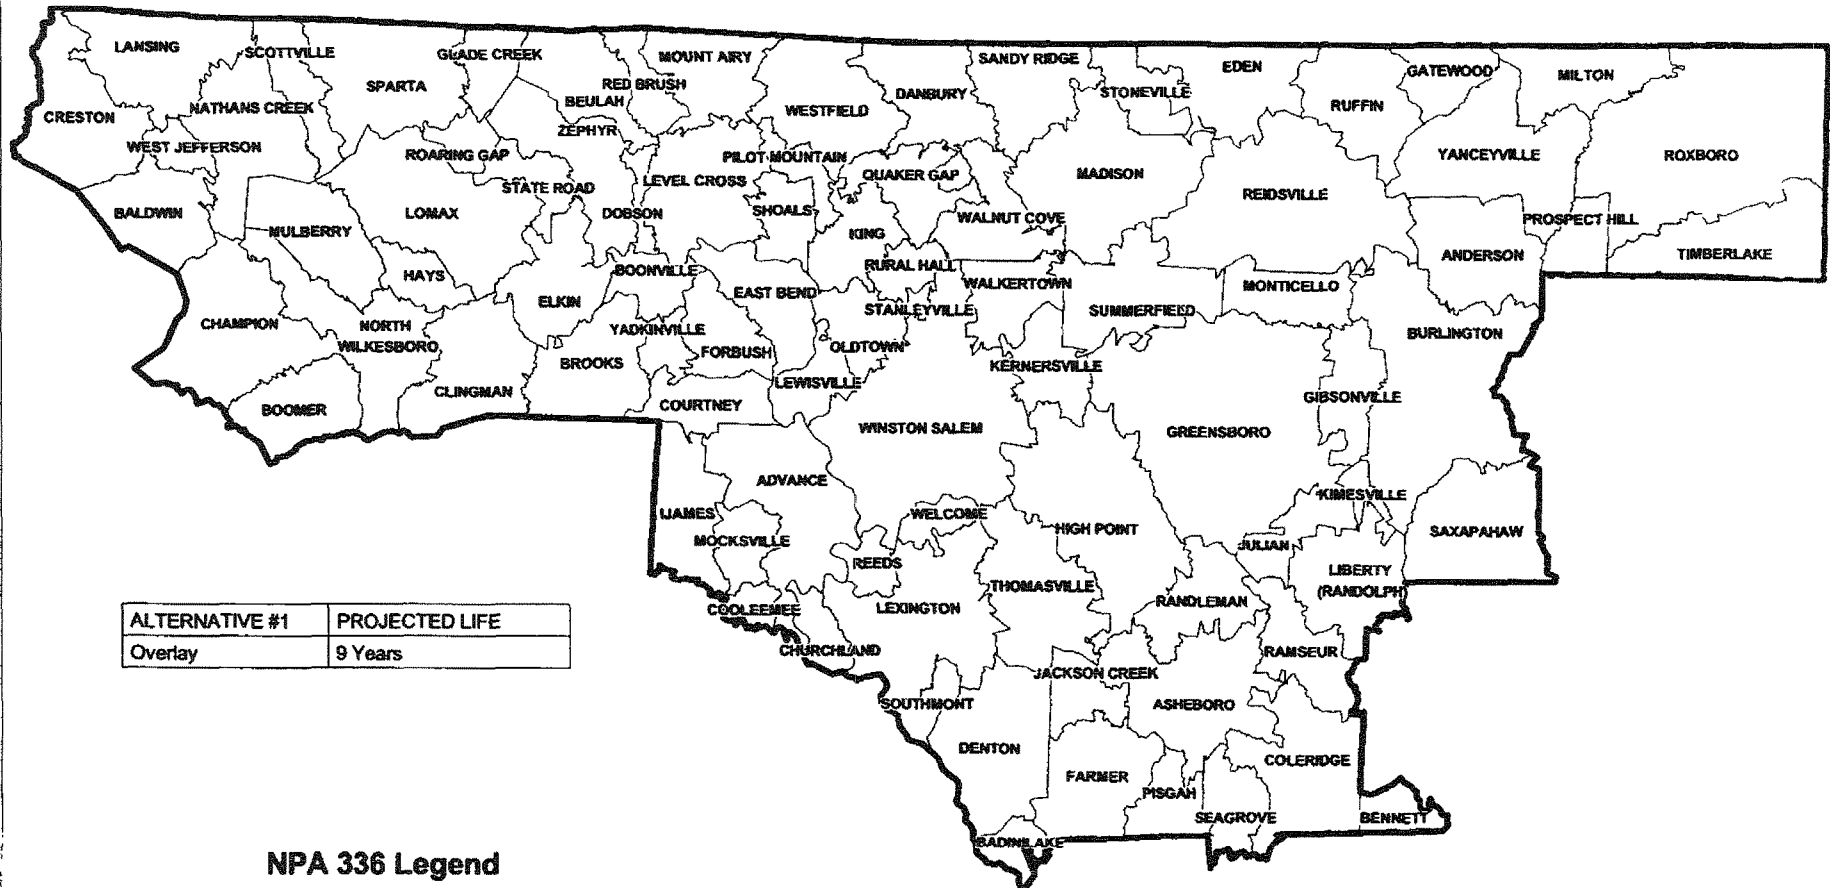 LANSING
SCOTTVILLE
GLADE CREEK
MOUNT AIRY
SANDY RIDGE
EDEN
GATEWOOD
MILTON
SPARTA
RED BRUSH
BEULAH
DANBURY
STONEVILLE
RUFFIN
CRESTON
NATHANS CREEK
WESTFIELD
ZEPHYR
WEST JEFFERSON
ROARING GAP
PILOT MOUNTAIN
YANCEYVILLE
ROXBORO
STATE ROAD
LEVEL CROSS
QUAKER GAP
MADISON
REIDSVILLE
BALDWIN
LOMAX
DOBSON
SHOALS
WALNUT COVE
PROSPECT HILL
MULBERRY
KING
HAYS
BOONVILLE
RURAL HALL
ANDERSON
TIMBERLAKE
ELKIN
EAST BEND
WALKERTOWN
MONTICELLO
CHAMPION
NORTH
WILKESBORO
YADKINVILLE
STANLEYVILLE
SUMMERFIELD
BURLINGTON
BROOKS
FORBUSH
OLDTOWN
KERNERSVILLE
CLINGMAN
LEWISVILLE
GIBSONVILLE
BOOMER
COURTNEY
WINSTON SALEM
GREENSBORO
ADVANCE
KIMESVILLE
IJAMES
WELCOME
HIGH POINT
SAXAPAHAW
MOCKSVILLE
JULIAN
REEDS
LIBERTY
(RANDOLPH)
THOMASVILLE
COOLEEMEE
LEXINGTON
RANDLEMAN
ALTERNATIVE #1 PROJECTED LIFE
Overlay 9 Years
CHURCHLAND
RAMSEUR
JACKSON CREEK
SOUTHMONT
ASHEBORO
DENTON
COLERIDGE
FARMER
PISGAH
SEAGROVE
BENNETT
BADIN LAKE
NPA 336 Legend